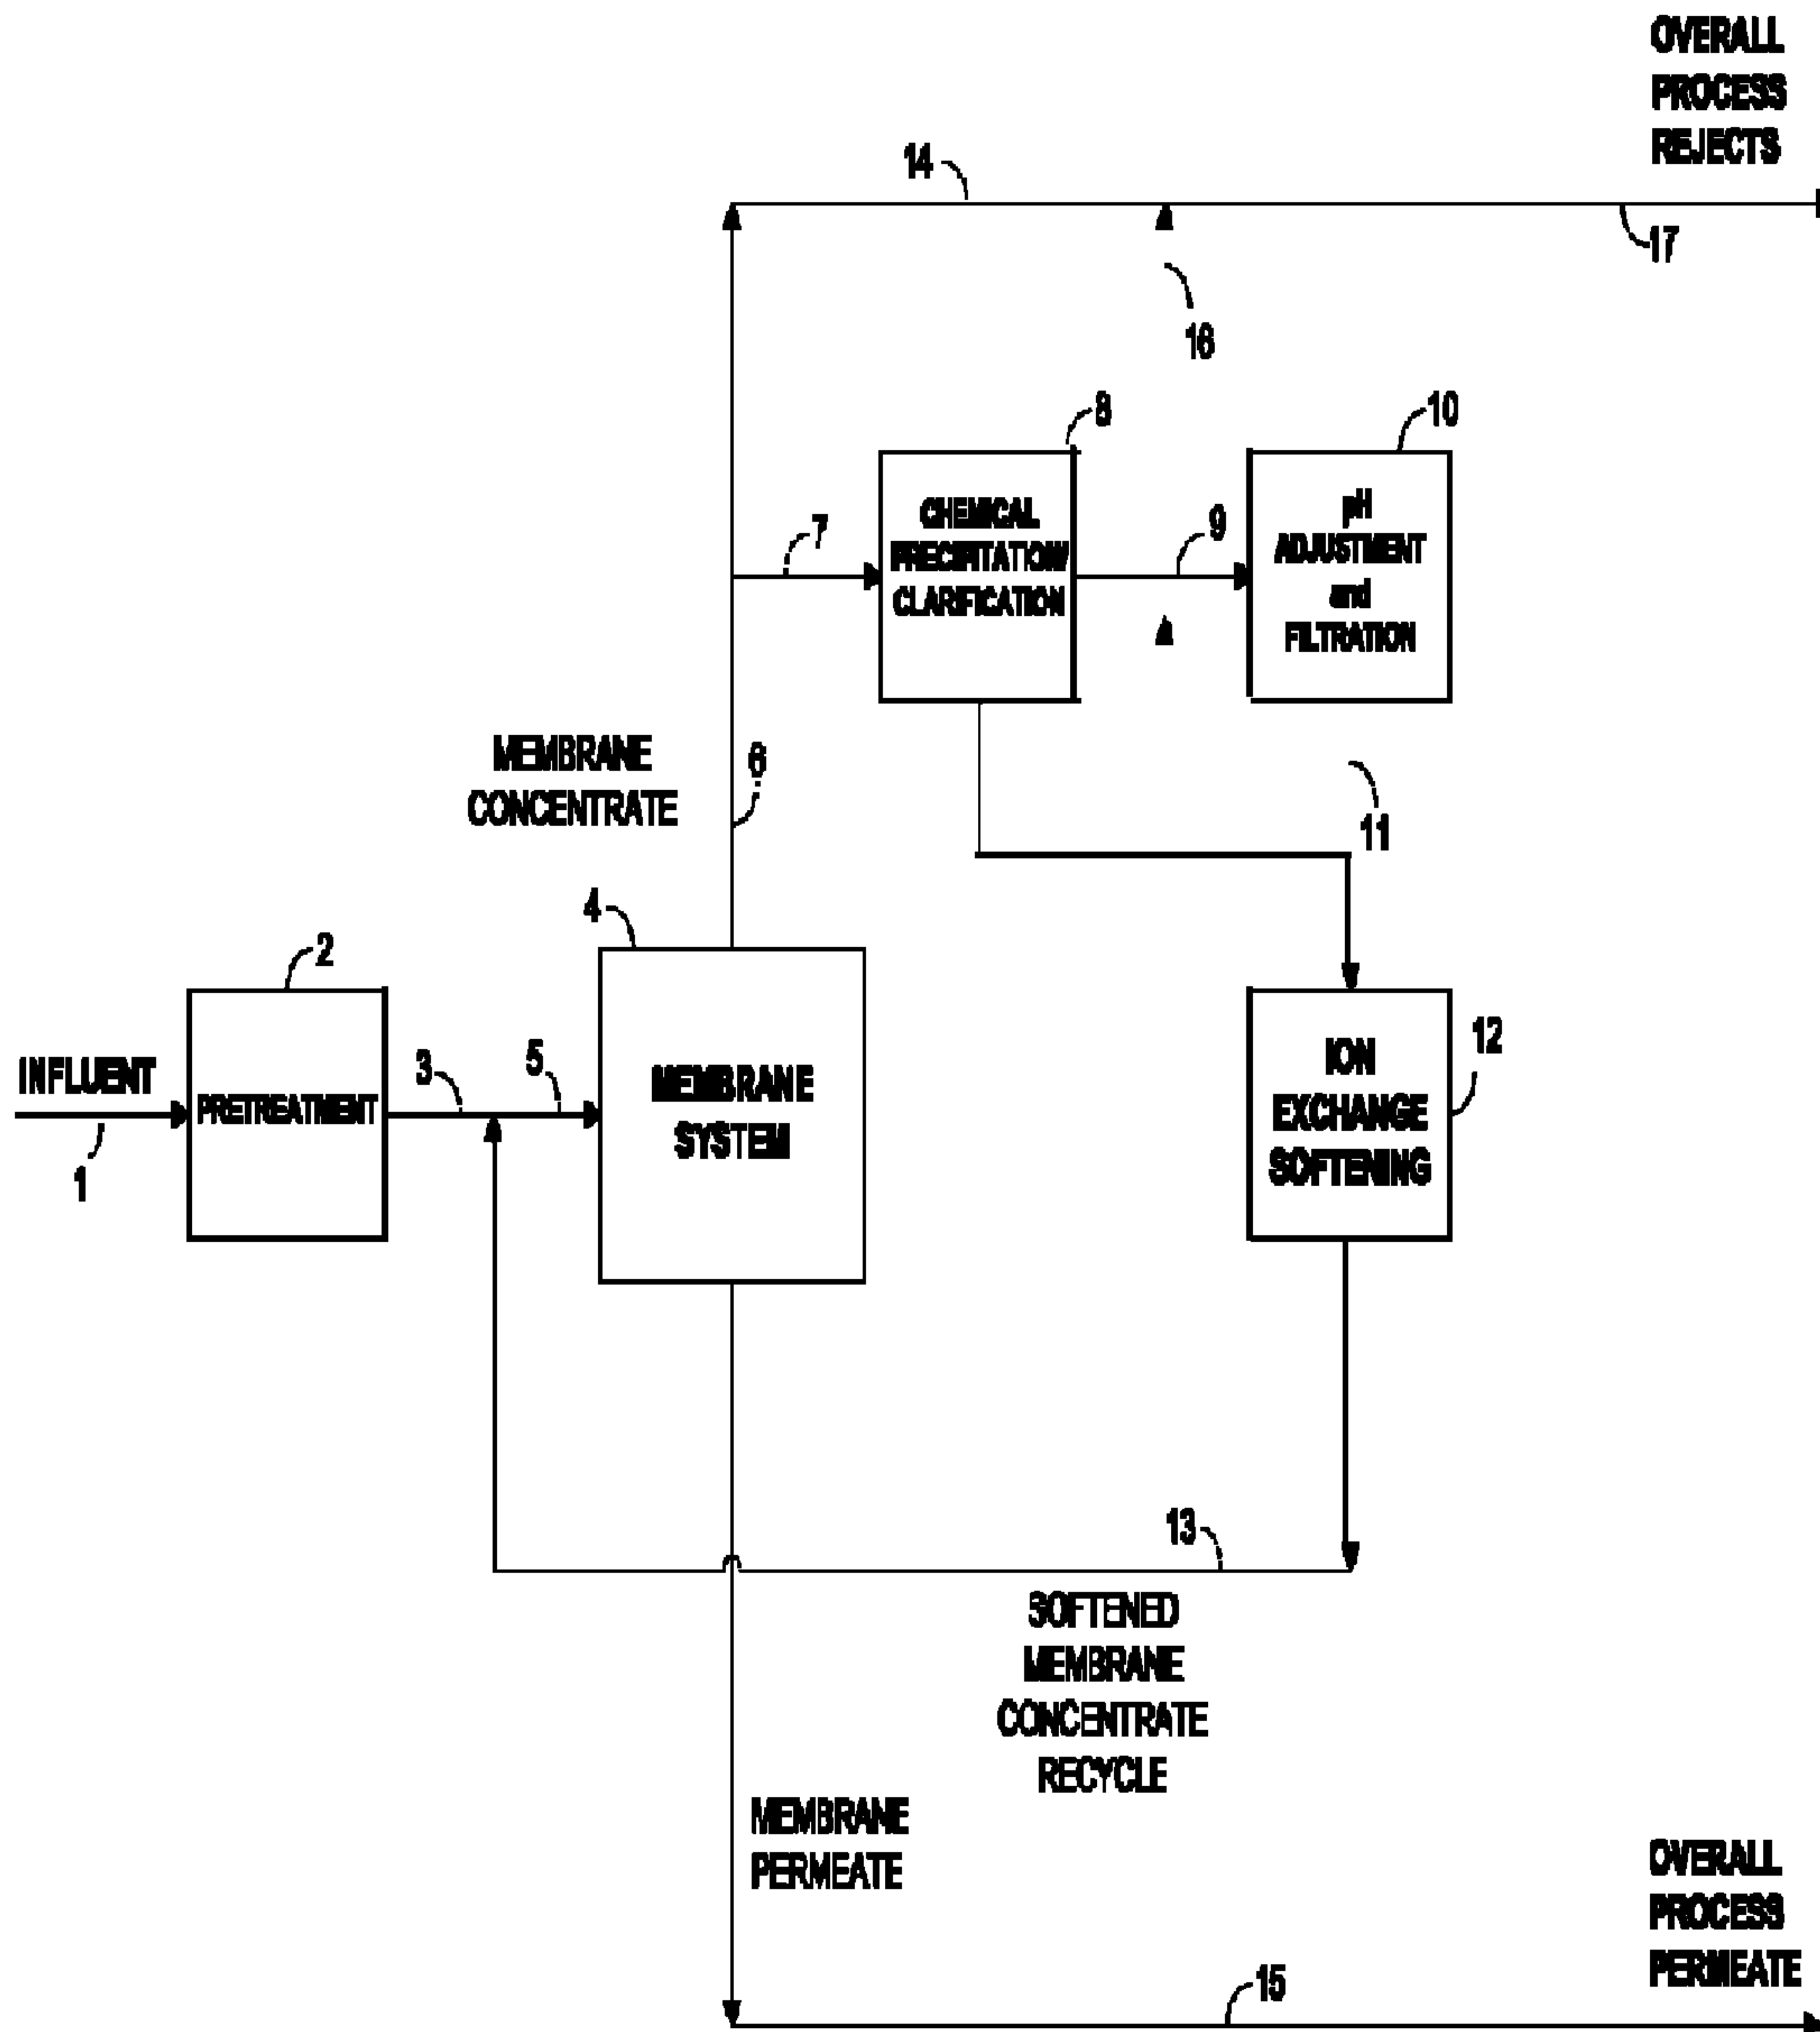 OVERALL
PROCESS
REJECTS
14
17
16
8
10
CHEMICAL
PRECIPITATION/
CLARIFICATION
7
9
pH
ADJUSTMENT
and
FILTRATION
MEMBRANE
CONCENTRATE
6
11
4
2
INFLUENT
1
PRETREATMENT
3
5
MEMBRANE
SYSTEM
ION
EXCHANGE
SOFTENING
12
13
SOFTENED
MEMBRANE
CONCENTRATE
RECYCLE
MEMBRANE
PERMEATE
OVERALL
PROCESS
PERMEATE
15